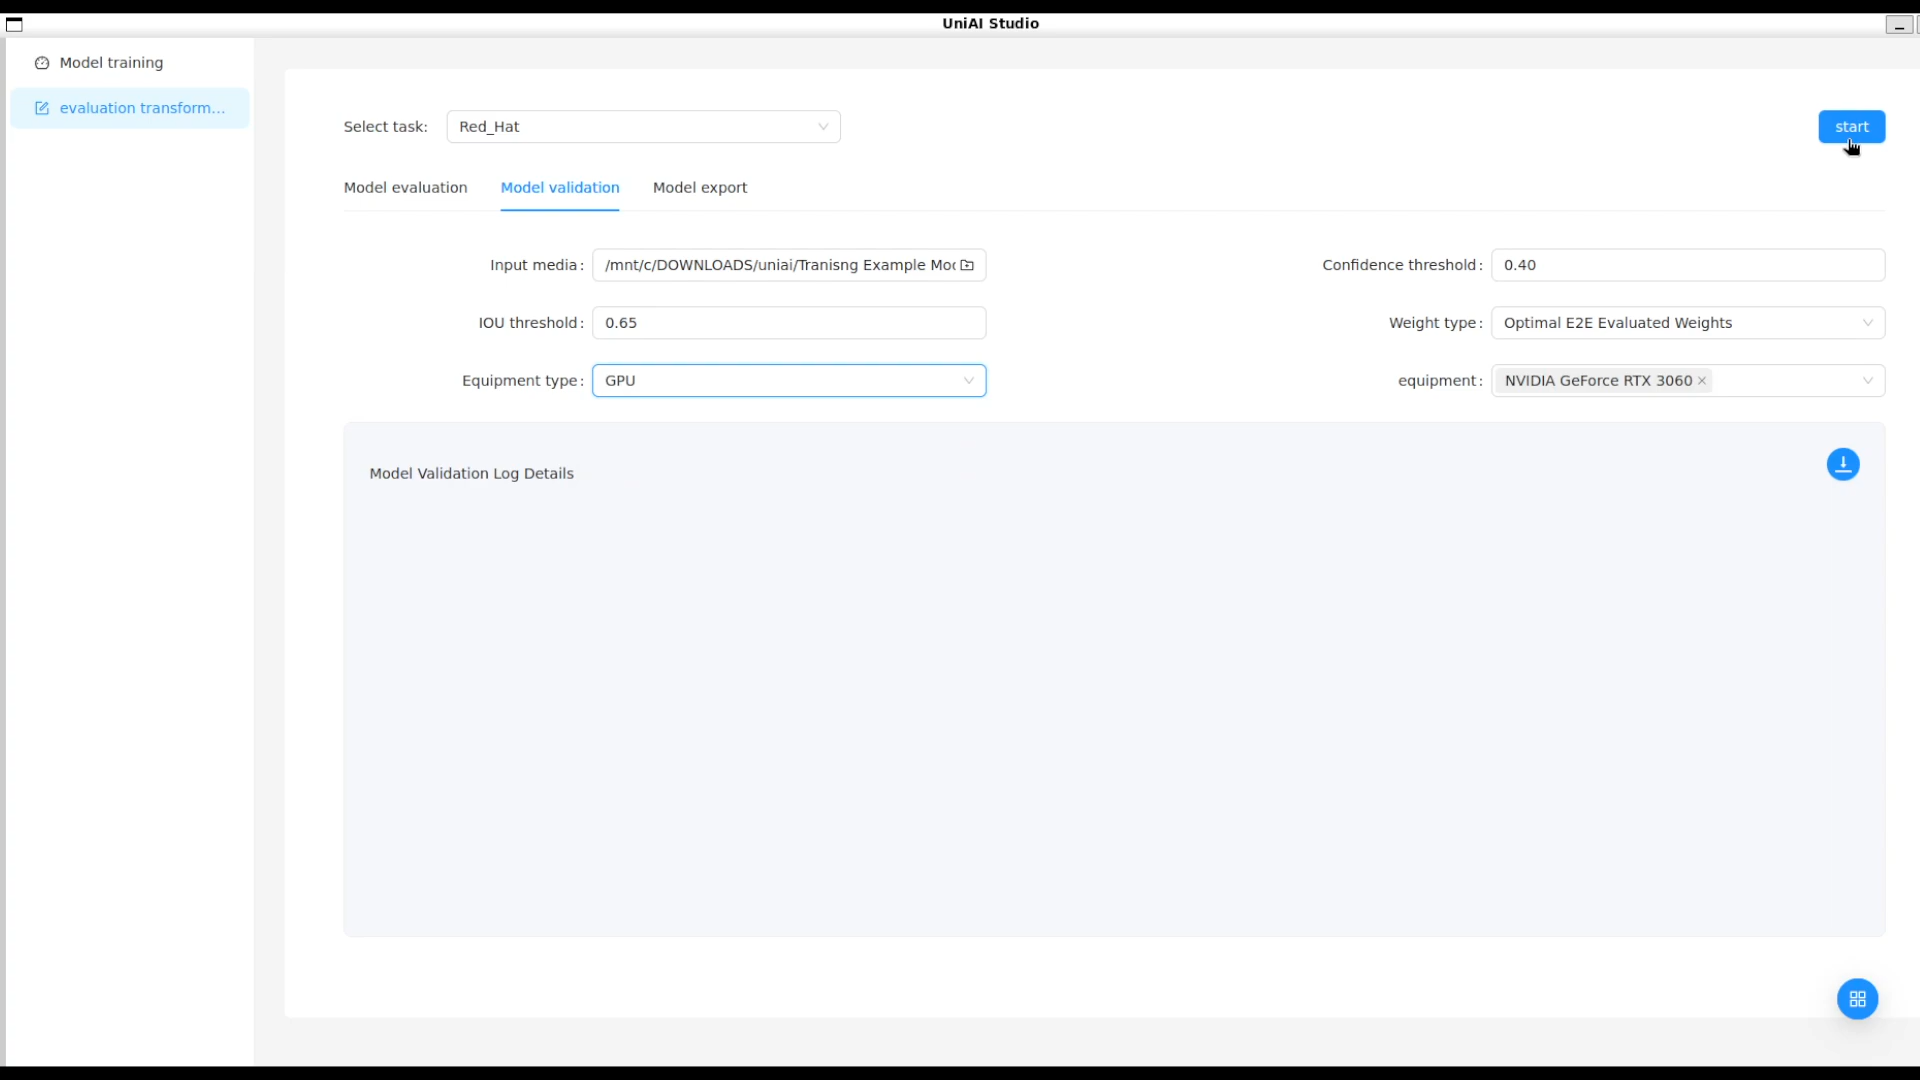 UniAI Studio
Model training
evaluation transform...
Select task: Red_Hat
start
Model evaluation Model validation Model export
Input media: /mnt/c/DOWNLOADS/uniai/Tranisng Example Moc Confidence threshold: 0.40
IOU threshold: 0.65 Weight type: Optimal E2E Evaluated Weights
Equipment type: GPU equipment: NVIDIA GeForce RTX 3060 ×
Model Validation Log Details